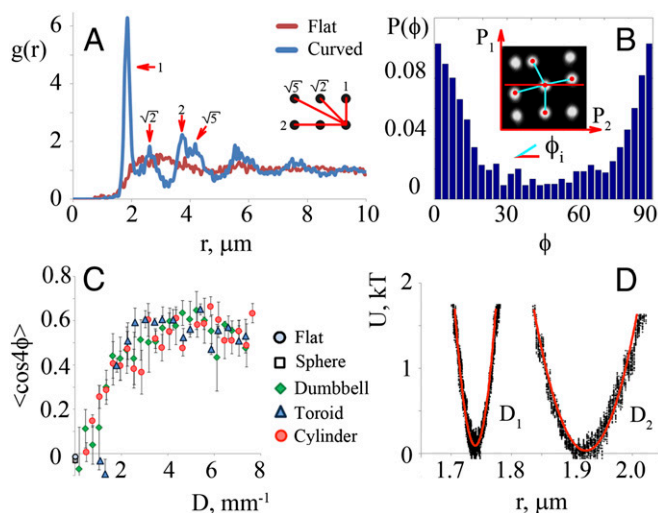 A
g(r)
Flat
Curved
6
4
2
0
1
√2
2
√5
√5 √2 1
2
0 2 4 6 8 10
r, μm
B
P(ϕ)
0.08
0.04
0
P1
P2
ϕi
0 30 60 90
ϕ
C
<cos4ϕ>
0.8
0.6
0.4
0.2
-0
2 4 6 8
D, mm-1
Flat
Sphere
Dumbbell
Toroid
Cylinder
D
U, kT
2
1
0
D1
D2
1.7 1.8 1.9 2.0
r, μm